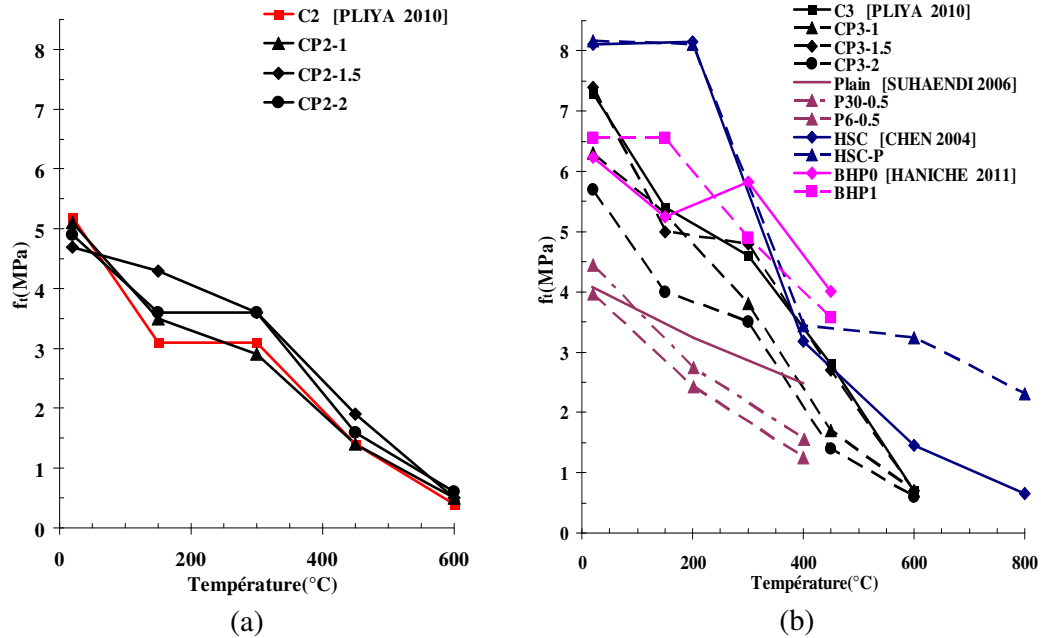 C2 [PLIYA 2010]
CP2-1
CP2-1.5
CP2-2
8
7
6
5
4
3
2
1
0
ft(MPa)
0 200 400 600
Température(°C)
(a)
C3 [PLIYA 2010]
CP3-1
CP3-1.5
CP3-2
Plain [SUHAENDI 2006]
P30-0.5
P6-0.5
HSC [CHEN 2004]
HSC-P
BHP0 [HANICHE 2011]
BHP1
8
7
6
5
4
3
2
1
0
ft(MPa)
0 200 400 600 800
Température(°C)
(b)